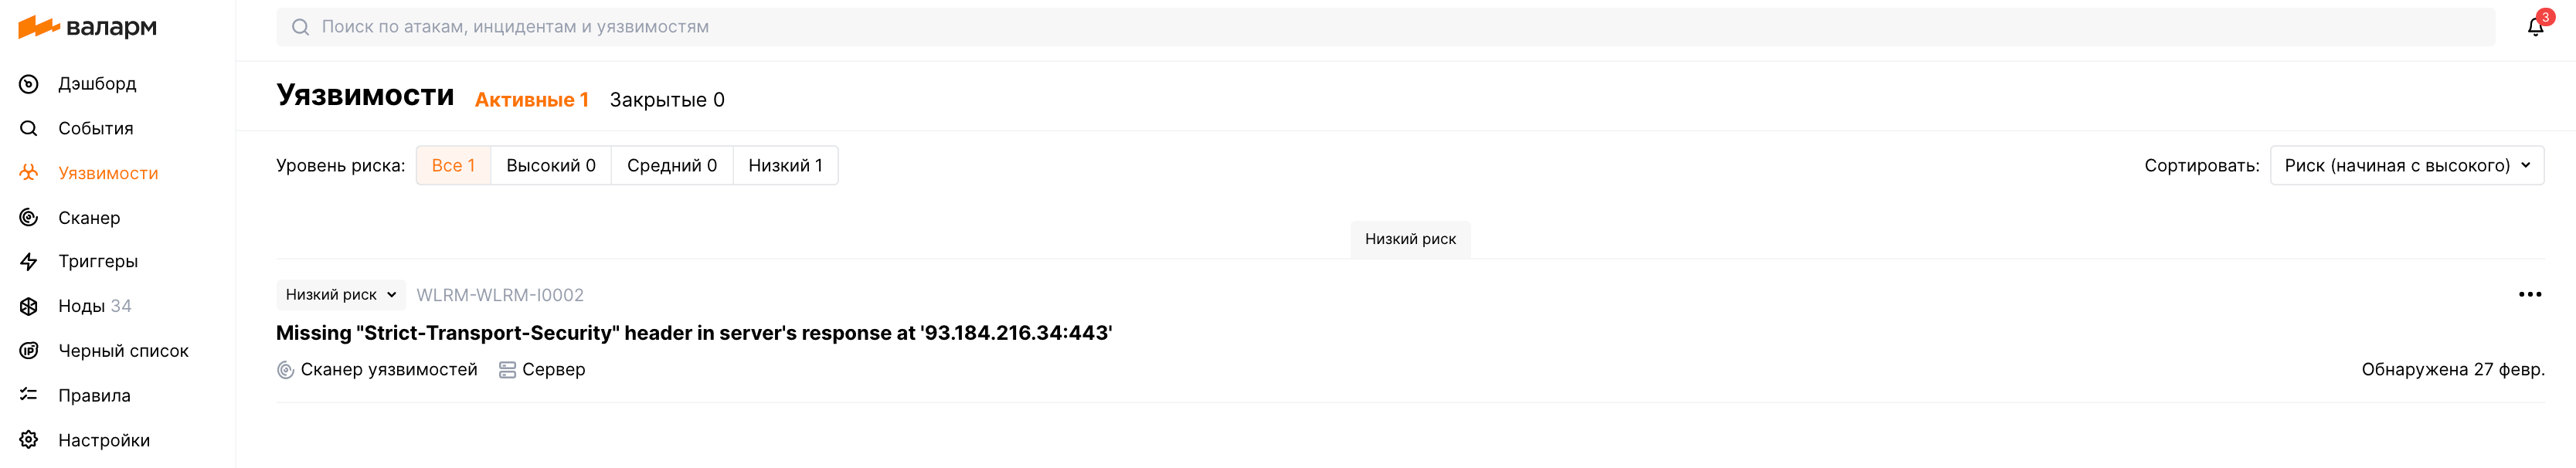 валарм
Поиск по атакам, инцидентам и уязвимостям
3
Дэшборд
События
Уязвимости
Сканер
Триггеры
Ноды 34
Черный список
Правила
Настройки
Уязвимости Активные 1 Закрытые 0
Уровень риска: Все 1 Высокий 0 Средний 0 Низкий 1
Сортировать: Риск (начиная с высокого)
Низкий риск
Низкий риск WLRM-WLRM-I0002
Missing "Strict-Transport-Security" header in server's response at '93.184.216.34:443'
Сканер уязвимостей Сервер
Обнаружена 27 февр.